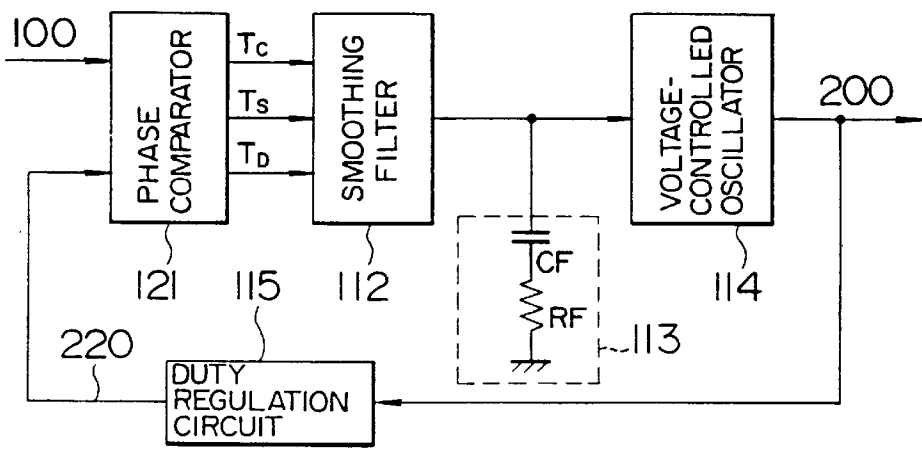 100
PHASE
COMPARATOR
121
TC
TS
TD
SMOOTHING
FILTER
112
CF
RF
113
VOLTAGE-
CONTROLLED
OSCILLATOR
114
200
115
DUTY
REGULATION
CIRCUIT
220